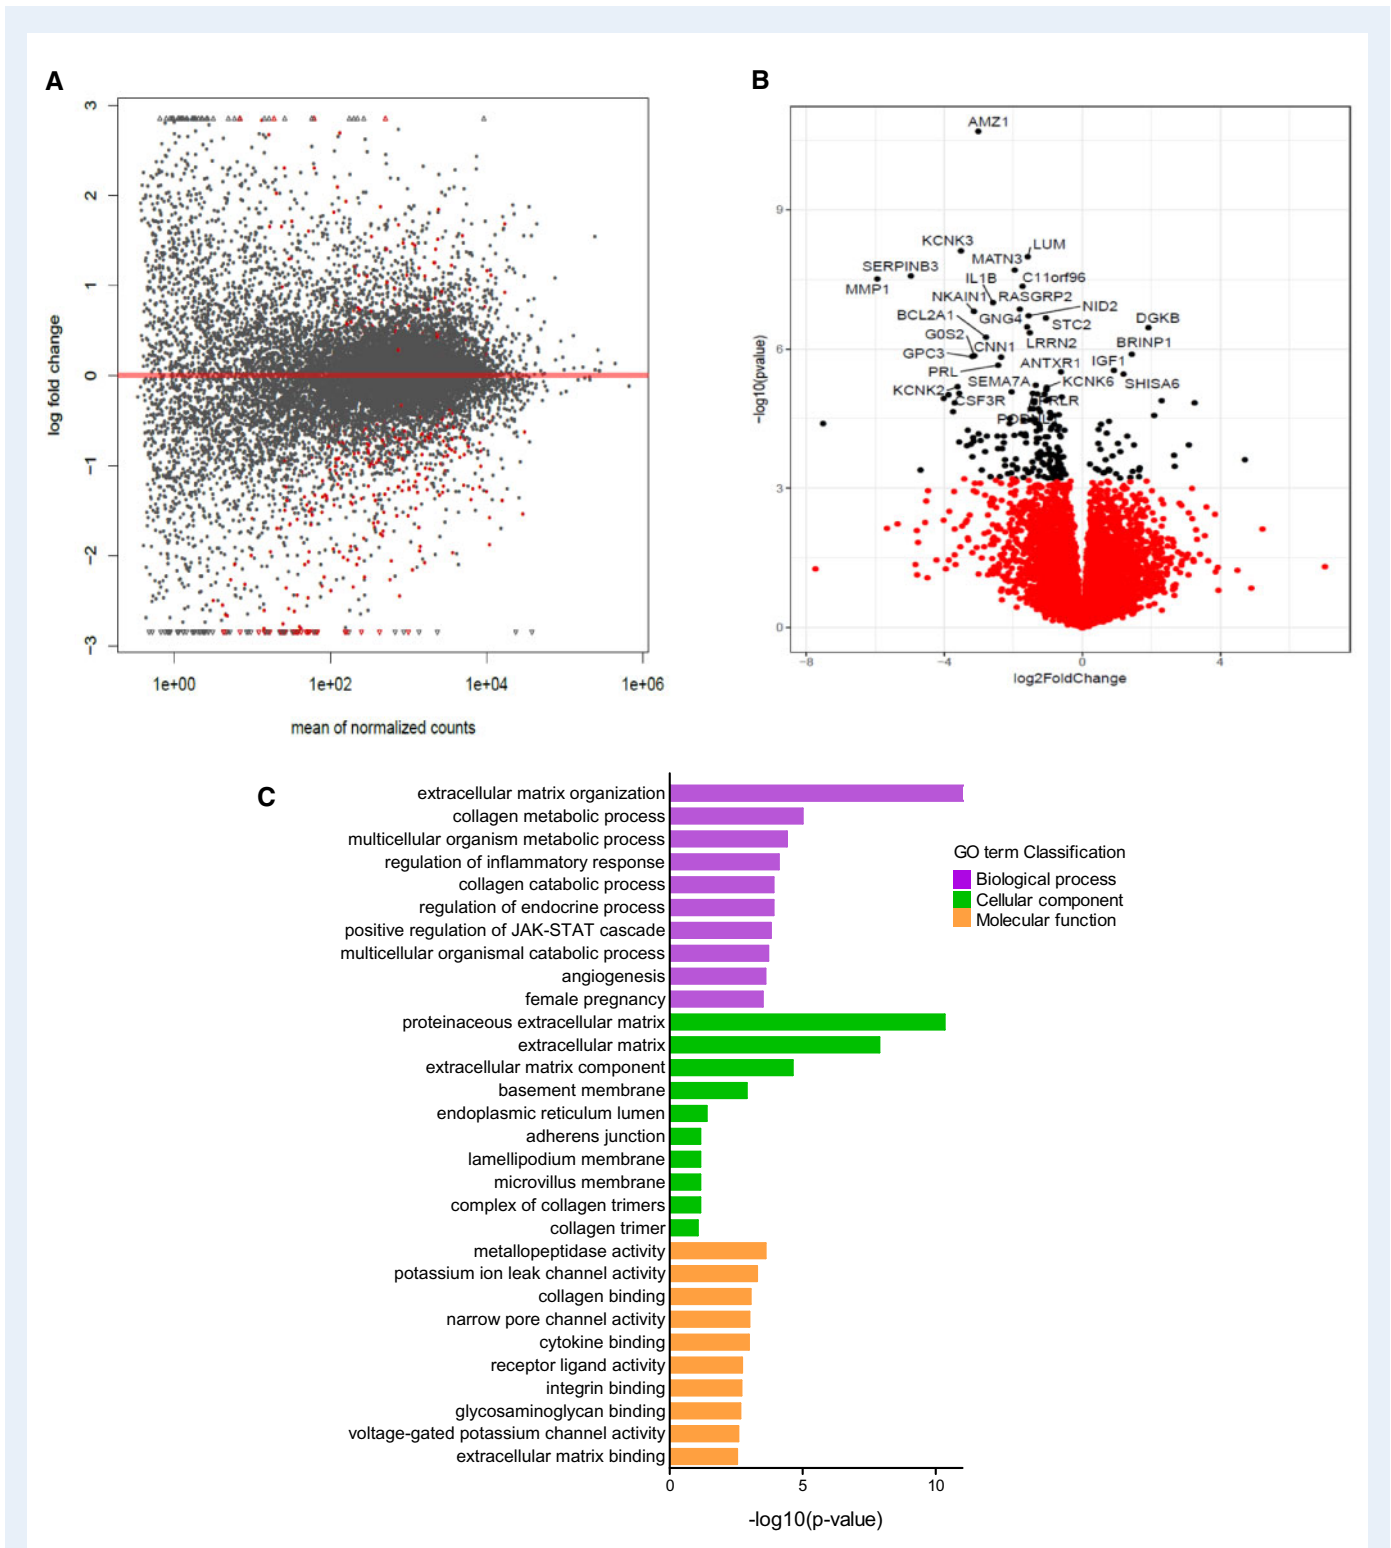 A
3
2
1
0
−1
−2
−3
log fold change
1e+00
1e+02
1e+04
1e+06
mean of normalized counts
B
AMZ1
KCNK3
LUM
MATN3
SERPINB3
IL1B
C11orf96
MMP1
NKAIN1
RASGRP2
NID2
BCL2A1
GNG4
STC2
DGKB
G0S2
CNN1
LRRN2
BRINP1
GPC3
ANTXR1
IGF1
PRL
SEMA7A
KCNK6
SHISA6
KCNK2
CSF3R
PRLR
9
6
3
0
-log10(pvalue)
−8
−4
0
4
log2FoldChange
C
extracellular matrix organization
collagen metabolic process
multicellular organism metabolic process
regulation of inflammatory response
collagen catabolic process
regulation of endocrine process
positive regulation of JAK-STAT cascade
multicellular organismal catabolic process
angiogenesis
female pregnancy
proteinaceous extracellular matrix
extracellular matrix
extracellular matrix component
basement membrane
endoplasmic reticulum lumen
adherens junction
lamellipodium membrane
microvillus membrane
complex of collagen trimers
collagen trimer
metallopeptidase activity
potassium ion leak channel activity
collagen binding
narrow pore channel activity
cytokine binding
receptor ligand activity
integrin binding
glycosaminoglycan binding
voltage-gated potassium channel activity
extracellular matrix binding
GO term Classification
Biological process
Cellular component
Molecular function
0
5
10
-log10(p-value)